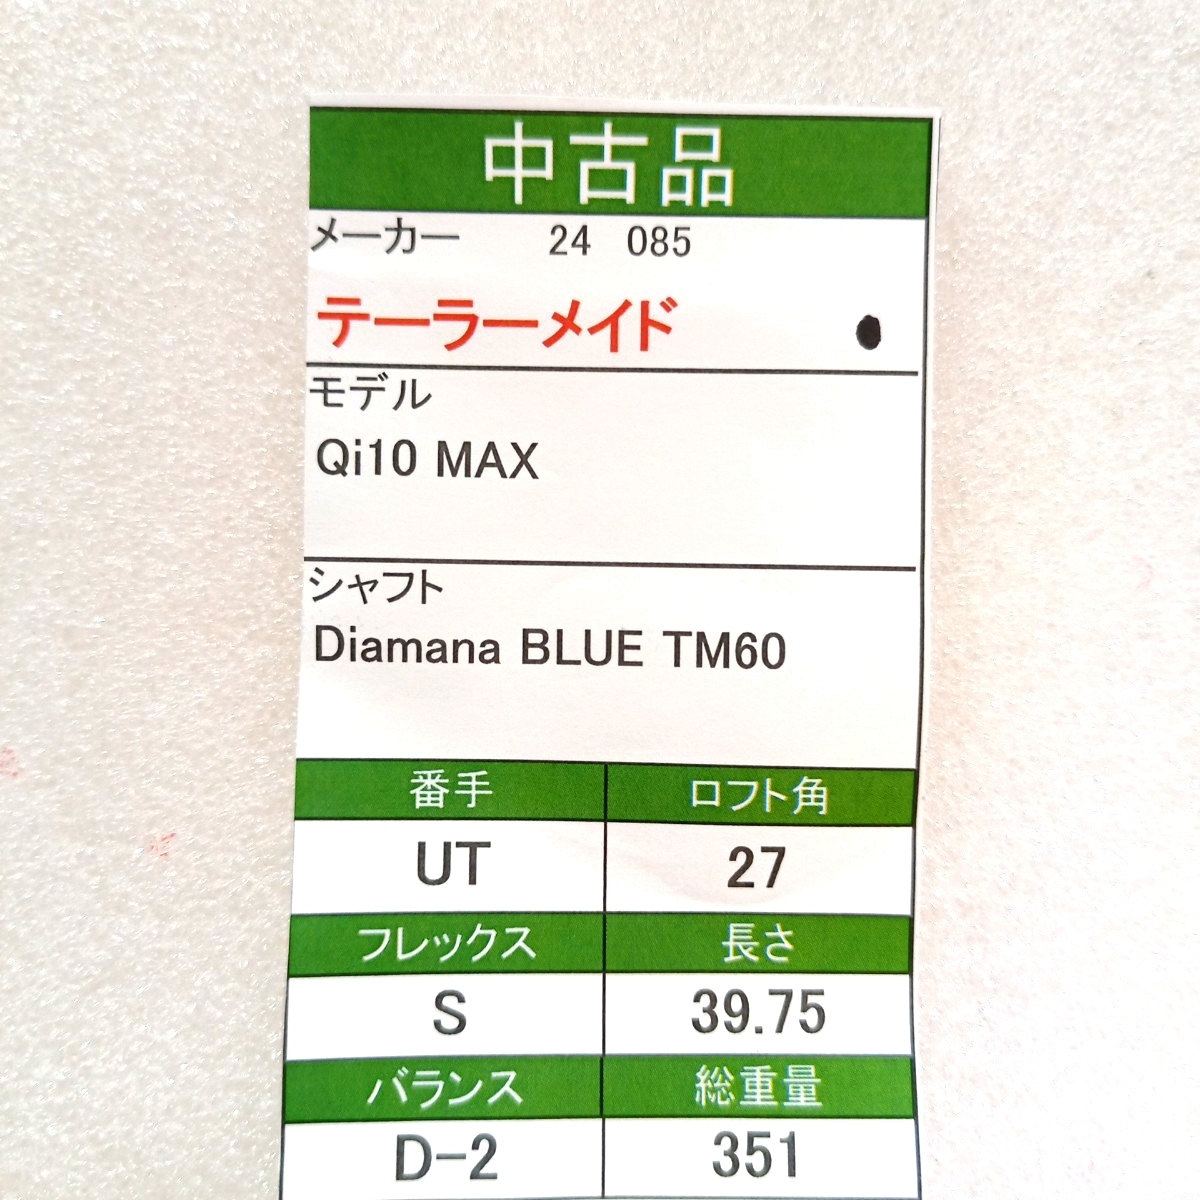 中古品
メーカー 24 085
テーラーメイド
モデル
Qi10 MAX
シャフト
Diamana BLUE TM60
番手 ロフト角
UT 27
フレックス 長さ
S 39.75
バランス 総重量
D-2 351